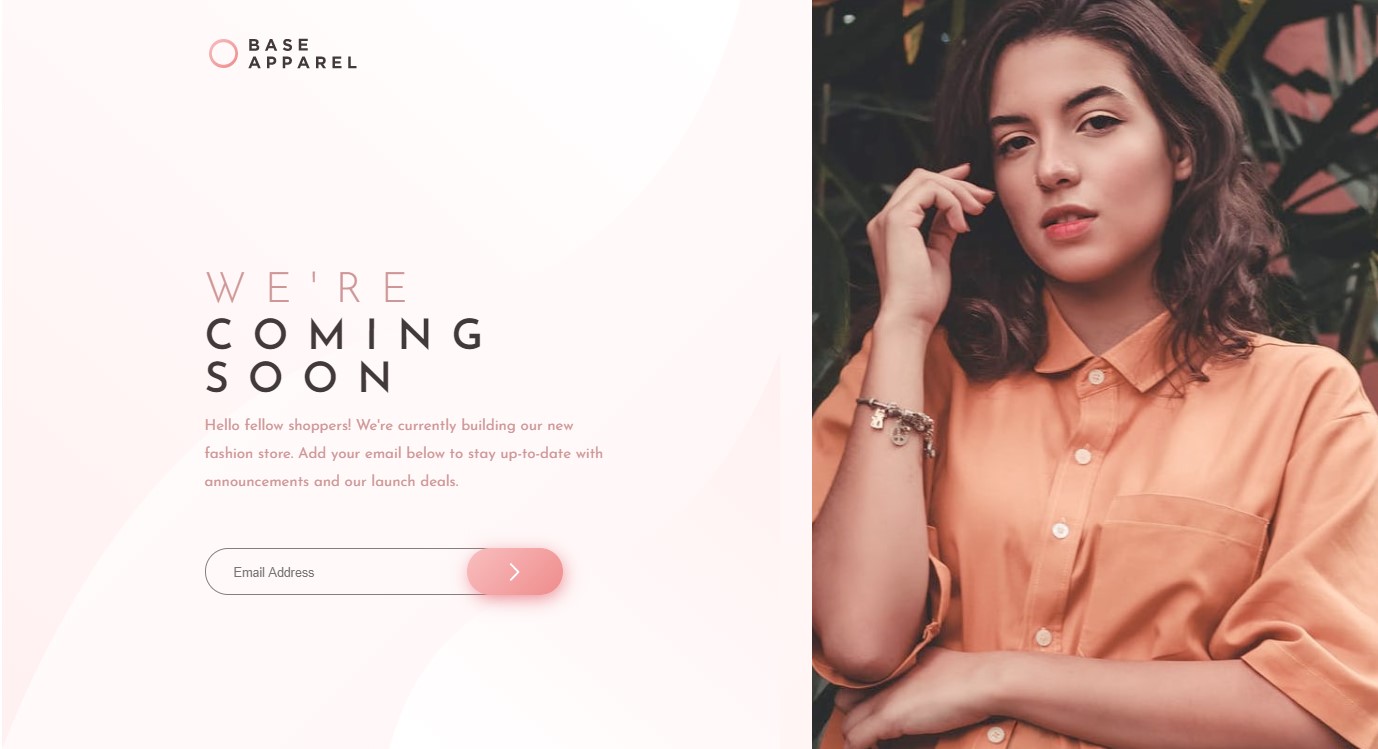 BASE
APPAREL
WE'RE
COMING
SOON
Hello fellow shoppers! We're currently building our new
fashion store. Add your email below to stay up-to-date with
announcements and our launch deals.
Email Address